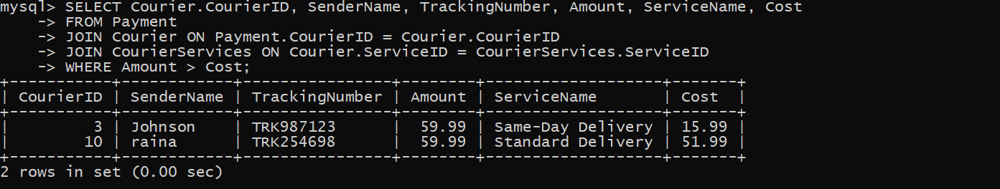 mysql> SELECT Courier.CourierID, SenderName, TrackingNumber, Amount, ServiceName, Cost
    -> FROM Payment
    -> JOIN Courier ON Payment.CourierID = Courier.CourierID
    -> JOIN CourierServices ON Courier.ServiceID = CourierServices.ServiceID
    -> WHERE Amount > Cost;
+-----------+------------+----------------+--------+-------------------+-------+
| CourierID | SenderName | TrackingNumber | Amount | ServiceName       | Cost  |
+-----------+------------+----------------+--------+-------------------+-------+
|         3 | Johnson    | TRK987123      |  59.99 | Same-Day Delivery | 15.99 |
|        10 | raina      | TRK254698      |  59.99 | Standard Delivery | 51.99 |
+-----------+------------+----------------+--------+-------------------+-------+
2 rows in set (0.00 sec)